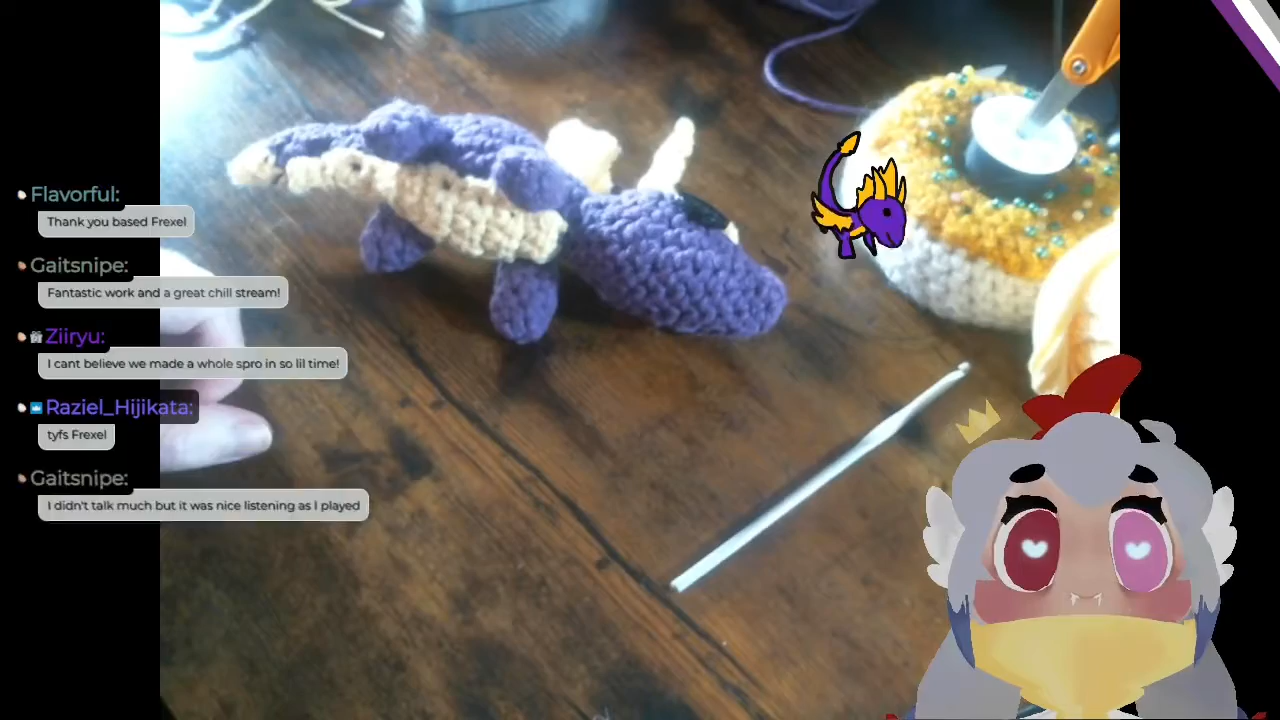 Flavorful:
Thank you based Frexel
Gaitsnipe:
Fantastic work and a great chill stream!
Ziiryu:
I cant believe we made a whole spro in so lil time!
Raziel_Hijikata:
tyfs Frexel
Gaitsnipe:
I didn't talk much but it was nice listening as I played